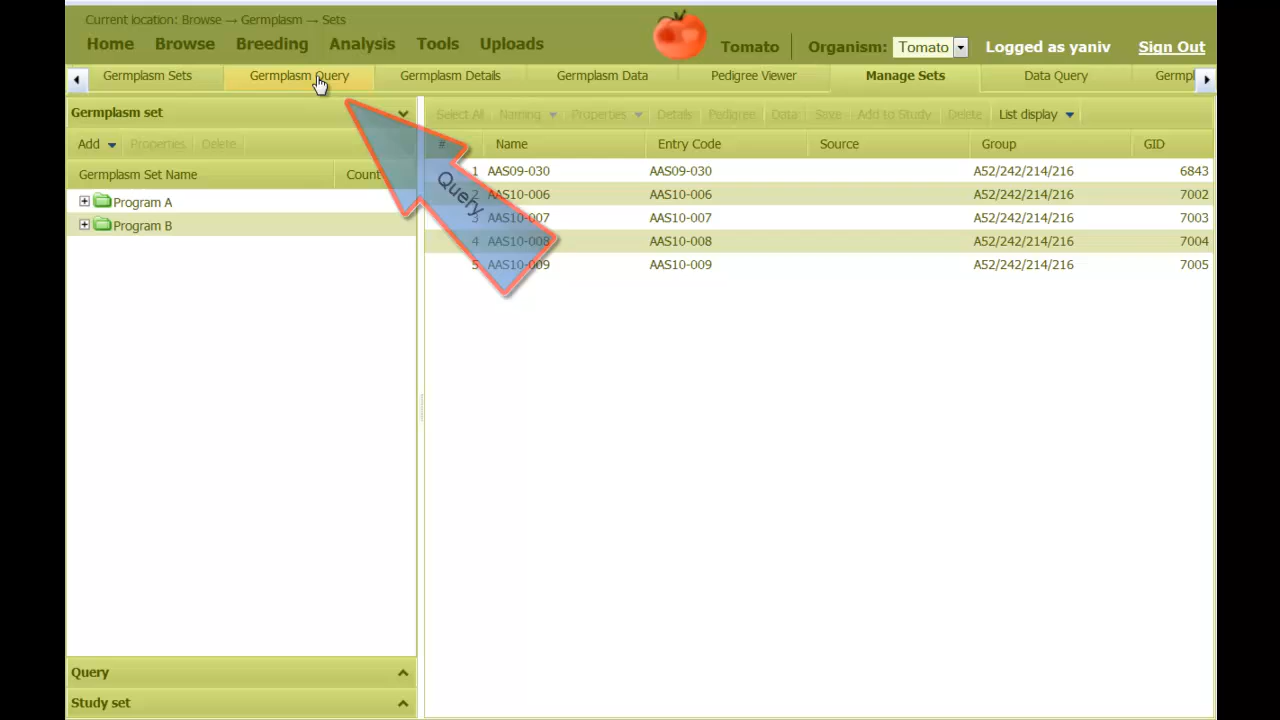 Current location: Browse → Germplasm → Sets
Home Browse Breeding Analysis Tools Uploads
Tomato Organism: Tomato Logged as yaniv Sign Out
Germplasm Sets Germplasm Query Germplasm Details Germplasm Data Pedigree Viewer Manage Sets Data Query Germpl
Germplasm set
Select All Naming Properties Details Pedigree Data Save Add to Study Delete List display
Add Properties Delete
# Name Entry Code Source Group GID
Germplasm Set Name Count
1 AAS09-030 AAS09-030 A52/242/214/216 6843
2 AAS10-006 AAS10-006 A52/242/214/216 7002
3 AAS10-007 AAS10-007 A52/242/214/216 7003
4 AAS10-008 AAS10-008 A52/242/214/216 7004
5 AAS10-009 AAS10-009 A52/242/214/216 7005
Program A
Program B
Query
Query
Study set